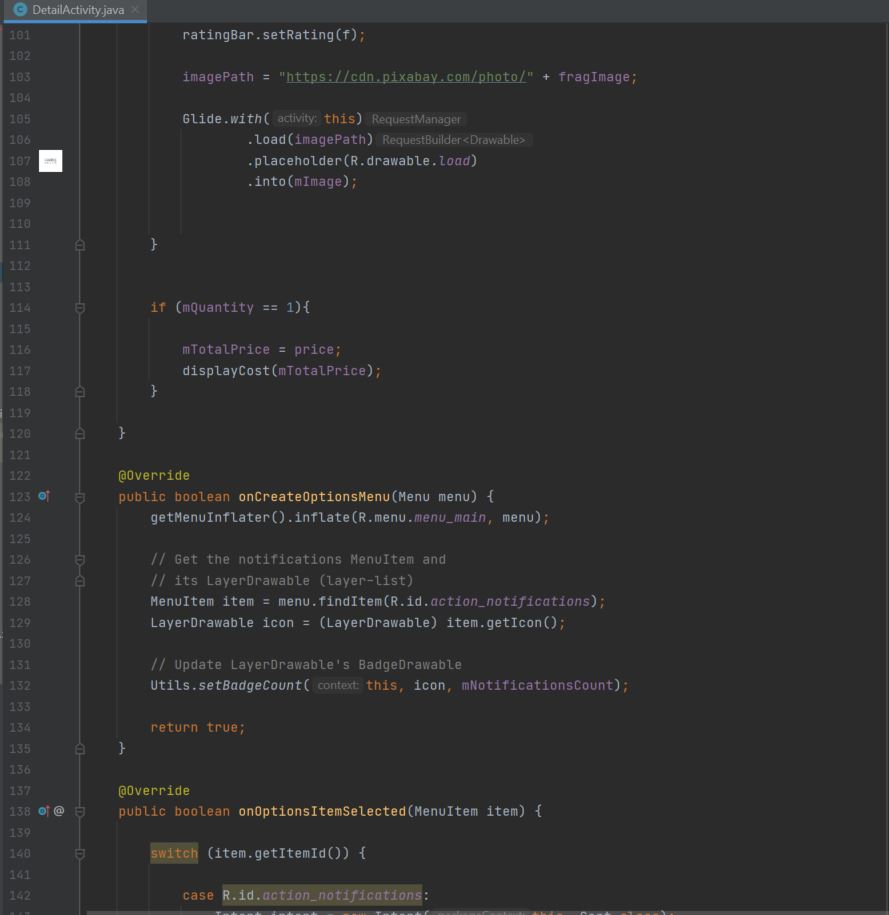 DetailActivity.java
101 ratingBar.setRating(f);
102
103 imagePath = "https://cdn.pixabay.com/photo/" + fragImage;
104
105 Glide.with( activity: this) RequestManager
106 .load(imagePath) RequestBuilder<Drawable>
107 .placeholder(R.drawable.load)
108 .into(mImage);
109
110
111 }
112
113
114 if (mQuantity == 1){
115
116 mTotalPrice = price;
117 displayCost(mTotalPrice);
118 }
119
120 }
121
122 @Override
123 public boolean onCreateOptionsMenu(Menu menu) {
124 getMenuInflater().inflate(R.menu.menu_main, menu);
125
126 // Get the notifications MenuItem and
127 // its LayerDrawable (layer-list)
128 MenuItem item = menu.findItem(R.id.action_notifications);
129 LayerDrawable icon = (LayerDrawable) item.getIcon();
130
131 // Update LayerDrawable's BadgeDrawable
132 Utils.setBadgeCount( context: this, icon, mNotificationsCount);
133
134 return true;
135 }
136
137 @Override
138 @ public boolean onOptionsItemSelected(MenuItem item) {
139
140 switch (item.getItemId()) {
141
142 case R.id.action_notifications: